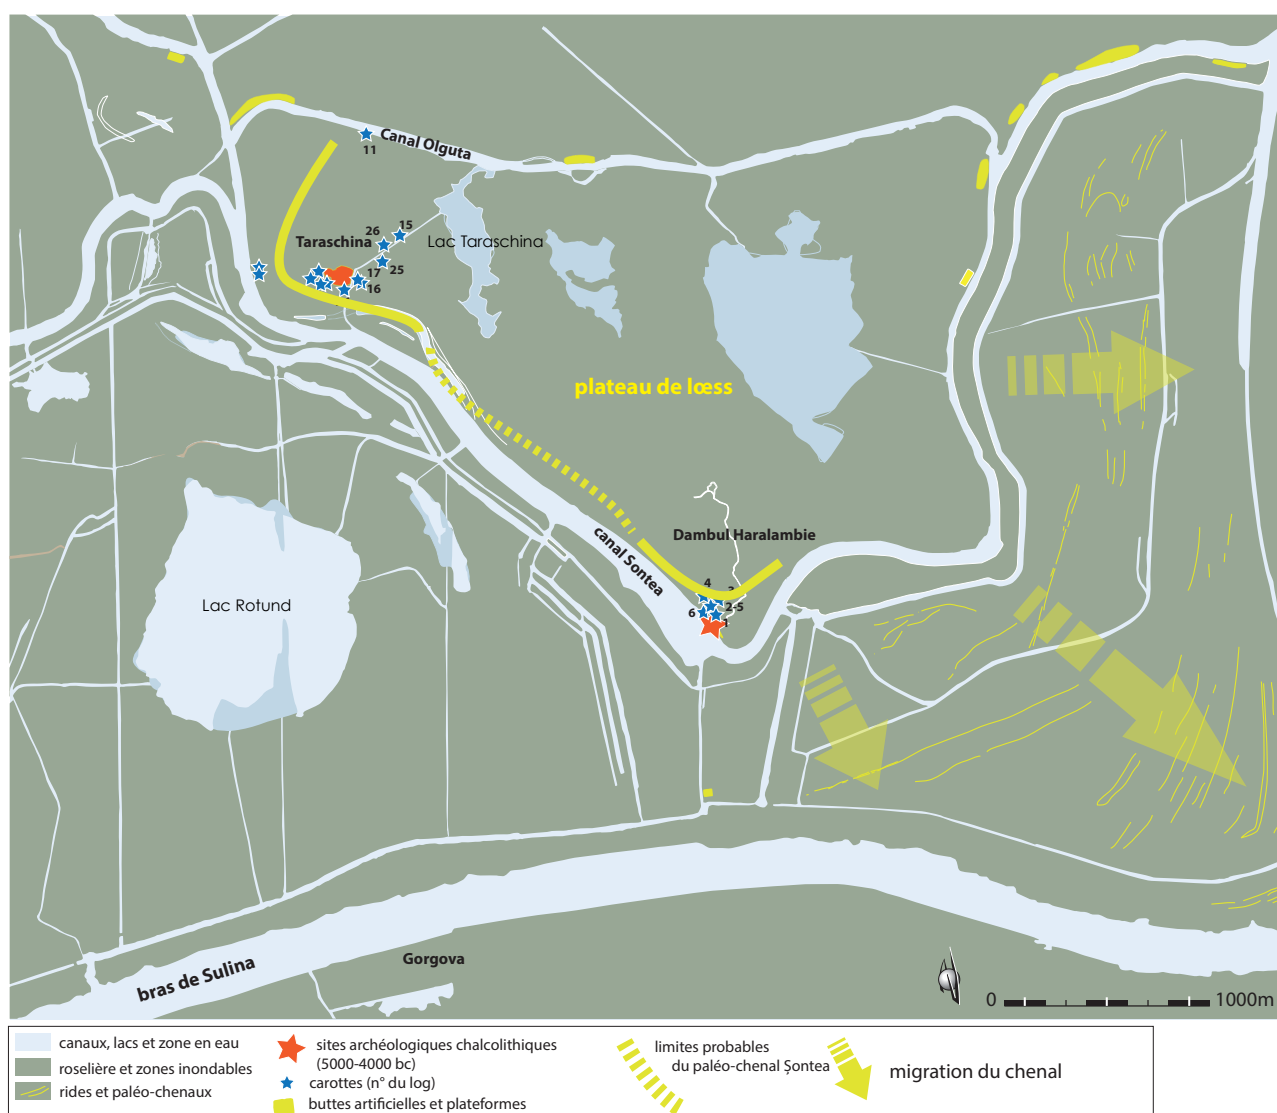 Canal Olguta
11
15
26
Taraschina
Lac Taraschina
25
17
16
plateau de lœss
Dambul Haralambie
canal Sontea
4
3
2-5
6
1
Lac Rotund
Gorgova
bras de Sulina
0
1000m
canaux, lacs et zone en eau
roselière et zones inondables
rides et paléo-chenaux
sites archéologiques chalcolithiques
(5000-4000 bc)
carottes (n° du log)
buttes artificielles et plateformes
limites probables
du paléo-chenal Şontea
migration du chenal